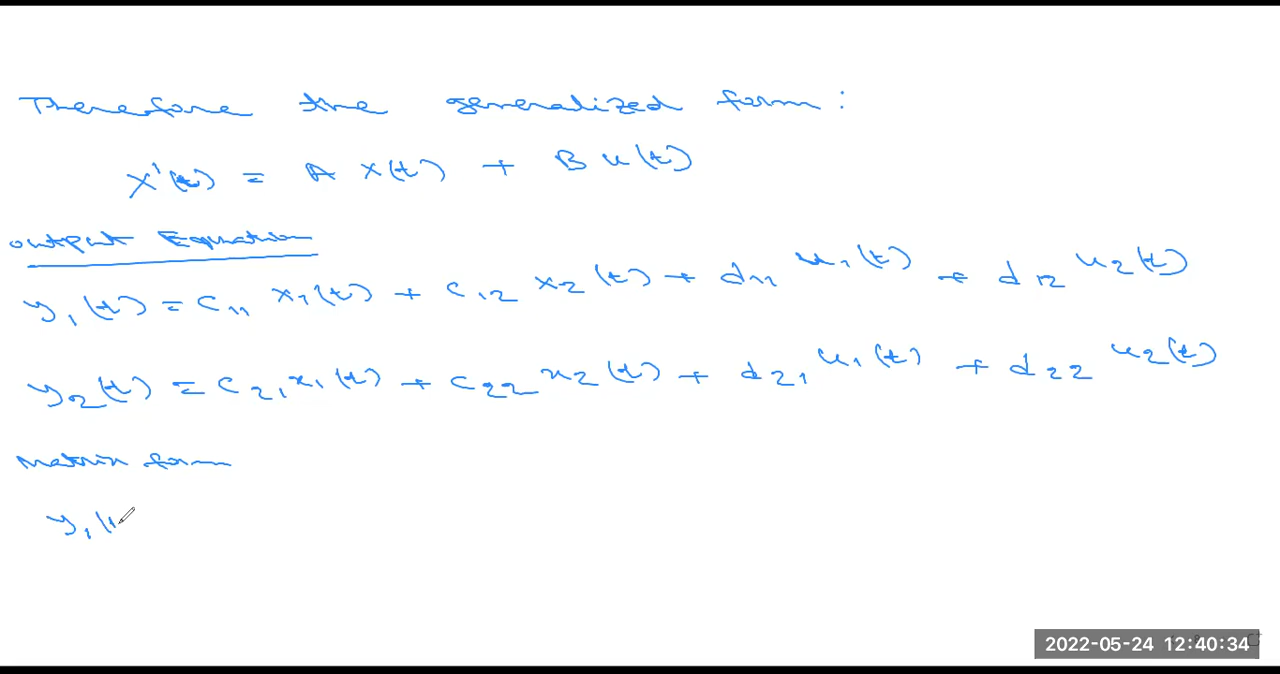 Therefore the generalized form:
X'(t) = A X(t) + B u(t)
output Equation
y₁(t) = c₁₁ x₁(t) + c₁₂ x₂(t) + d₁₁ u₁(t) + d₁₂ u₂(t)
y₂(t) = c₂₁ x₁(t) + c₂₂ x₂(t) + d₂₁ u₁(t) + d₂₂ u₂(t)
Matrix form
y₁(
2022-05-24 12:40:34